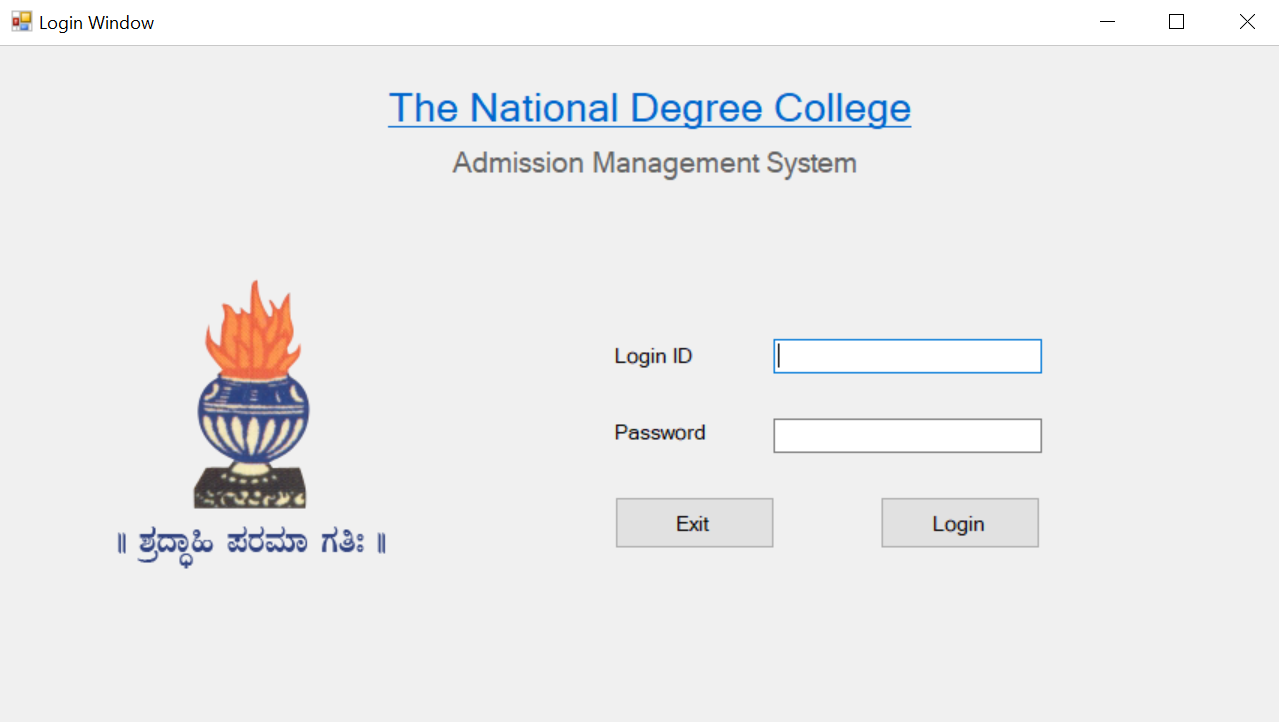 Login Window
The National Degree College
Admission Management System
Login ID
Password
Exit
Login
॥ ಶ್ರದ್ಧಾಹಿ ಪರಮಾ ಗತಿಃ ॥